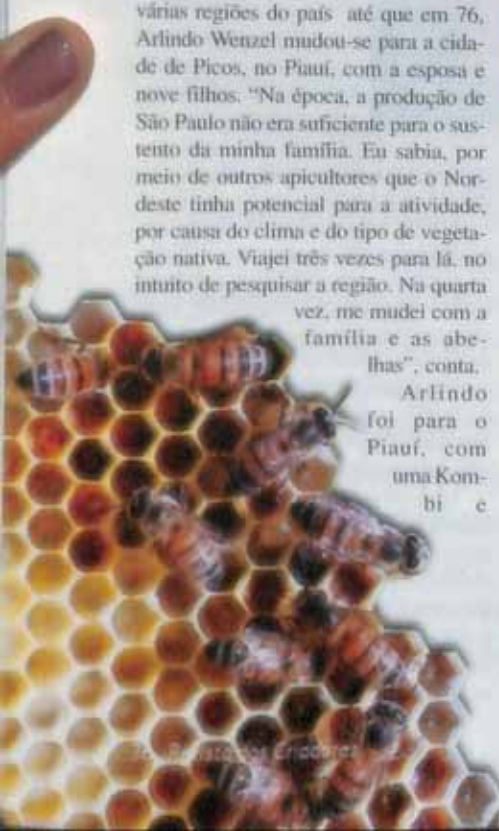 várias regiões do país até que em 76,
Arlindo Wenzel mudou-se para a cida-
de de Picos, no Piauí, com a esposa e
nove filhos. “Na época, a produção de
São Paulo não era suficiente para o sus-
tento da minha família. Eu sabia, por
meio de outros apicultores que o Nor-
deste tinha potencial para a atividade,
por causa do clima e do tipo de vegeta-
ção nativa. Viajei três vezes para lá, no
intuito de pesquisar a região. Na quarta
vez, me mudei com a
família e as abe-
lhas”, conta.
Arlindo
foi para o
Piauí, com
uma Kom-
bi e
Revista dos Criadores